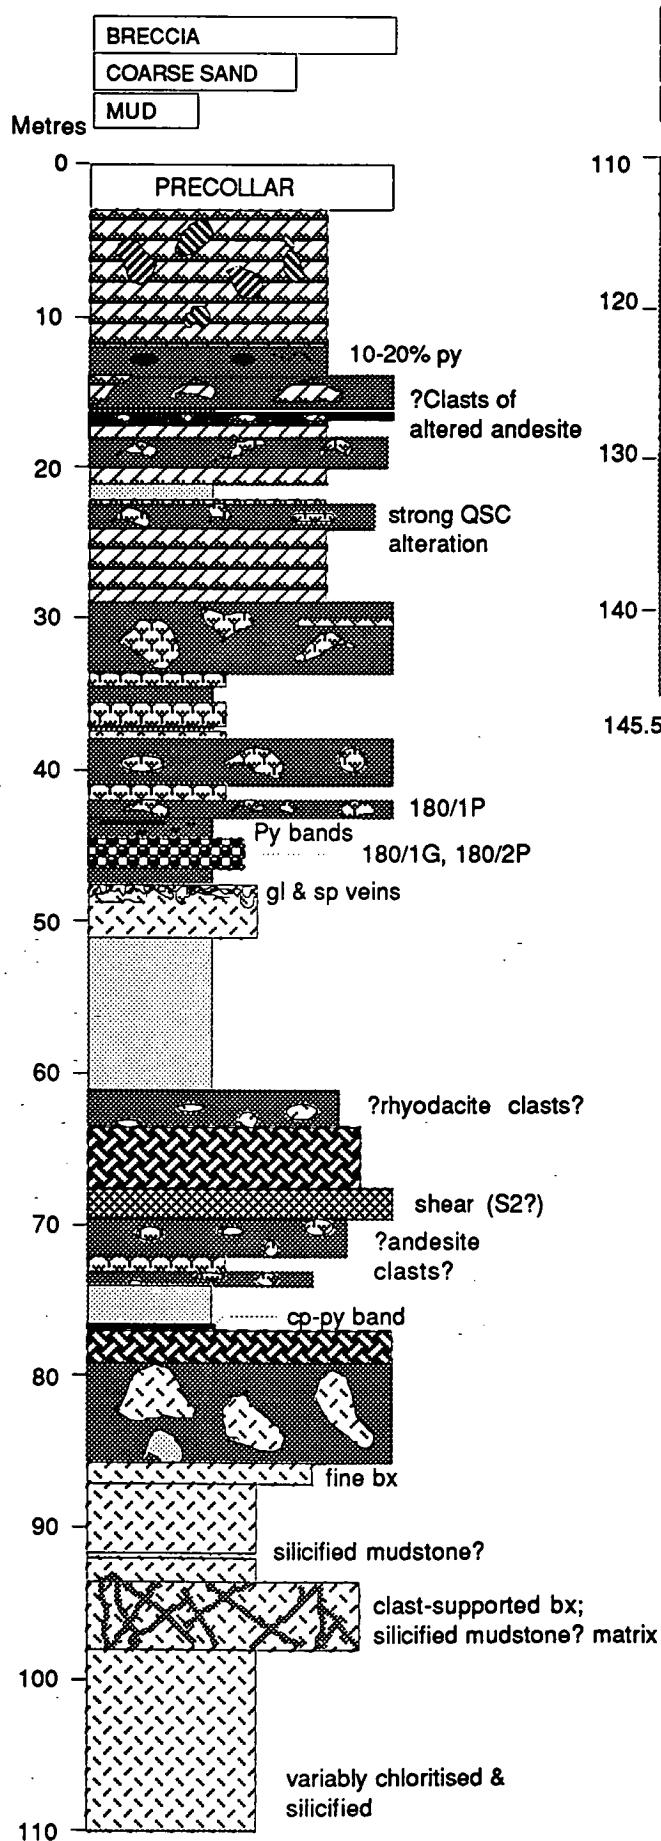 BRECCIA
COARSE SAND
MUD
Metres
0
PRECOLLAR
10
10-20% py
?Clasts of
altered andesite
20
strong QSC
alteration
30
40
180/1P
Py bands
180/1G, 180/2P
gl & sp veins
50
60
?rhyodacite clasts?
shear (S2?)
70
?andesite
clasts?
cp-py band
80
fine bx
90
silicified mudstone?
clast-supported bx;
silicified mudstone? matrix
100
variably chloritised &
silicified
110
110
120
130
140
145.5